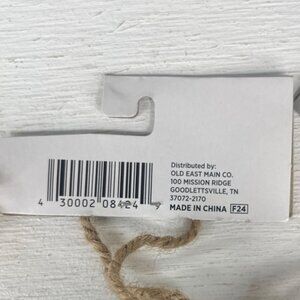 Distributed by:
OLD EAST MAIN CO.
100 MISSION RIDGE
GOODLETTSVILLE, TN
37072-2170
MADE IN CHINA F24
4 30002 08424 9